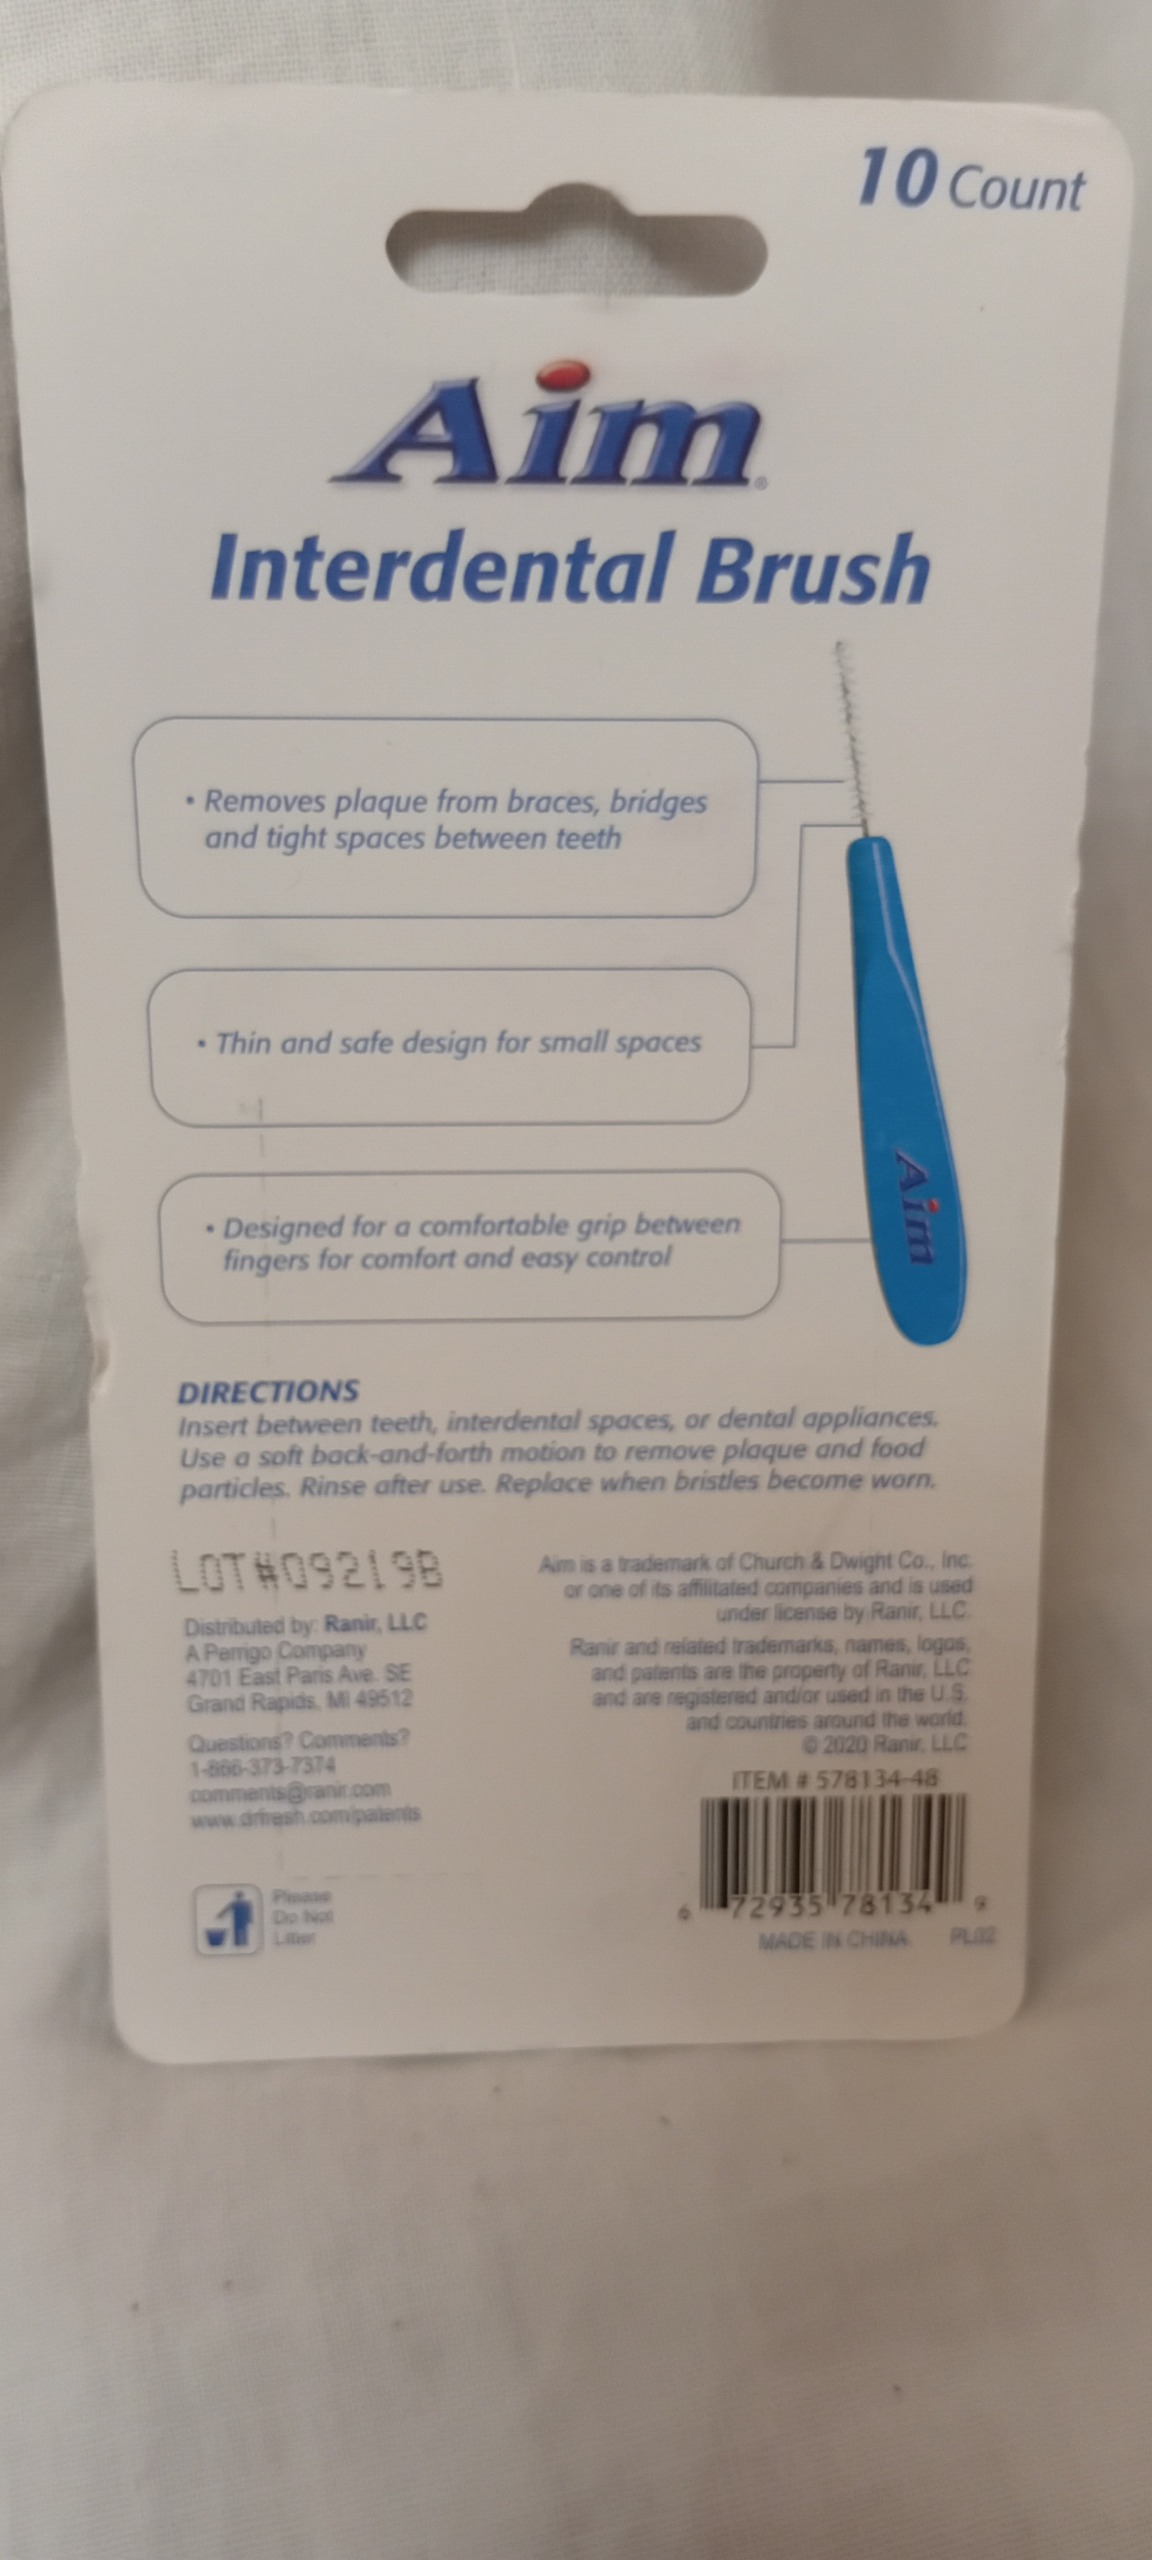 10 Count
Aim®
Interdental Brush
• Removes plaque from braces, bridges
and tight spaces between teeth
• Thin and safe design for small spaces
• Designed for a comfortable grip between
fingers for comfort and easy control
Aim
DIRECTIONS
Insert between teeth, interdental spaces, or dental appliances.
Use a soft back-and-forth motion to remove plaque and food
particles. Rinse after use. Replace when bristles become worn.
LOT#09219B
Distributed by: Ranir, LLC
A Perrigo Company
4701 East Paris Ave. SE
Grand Rapids, MI 49512
Questions? Comments?
1-866-373-7374
comments@ranir.com
www.drfresh.com/patents
Please
Do Not
Litter
Aim is a trademark of Church & Dwight Co., Inc.
or one of its affilitated companies and is used
under license by Ranir, LLC.
Ranir and related trademarks, names, logos,
and patents are the property of Ranir, LLC
and are registered and/or used in the U.S.
and countries around the world.
© 2020 Ranir, LLC
ITEM # 578134-48
6 72935 78134 9
MADE IN CHINA PL02